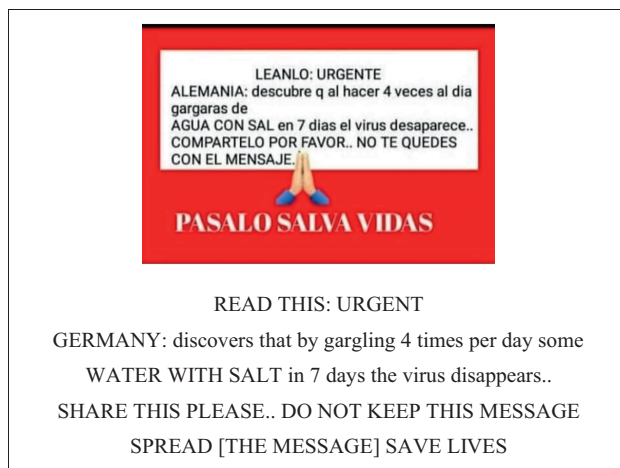 LEANLO: URGENTE
ALEMANIA: descubre q al hacer 4 veces al dia
gargaras de
AGUA CON SAL en 7 dias el virus desaparece..
COMPARTELO POR FAVOR.. NO TE QUEDES
CON EL MENSAJE.
PASALO SALVA VIDAS
READ THIS: URGENT
GERMANY: discovers that by gargling 4 times per day some
WATER WITH SALT in 7 days the virus disappears..
SHARE THIS PLEASE.. DO NOT KEEP THIS MESSAGE
SPREAD [THE MESSAGE] SAVE LIVES